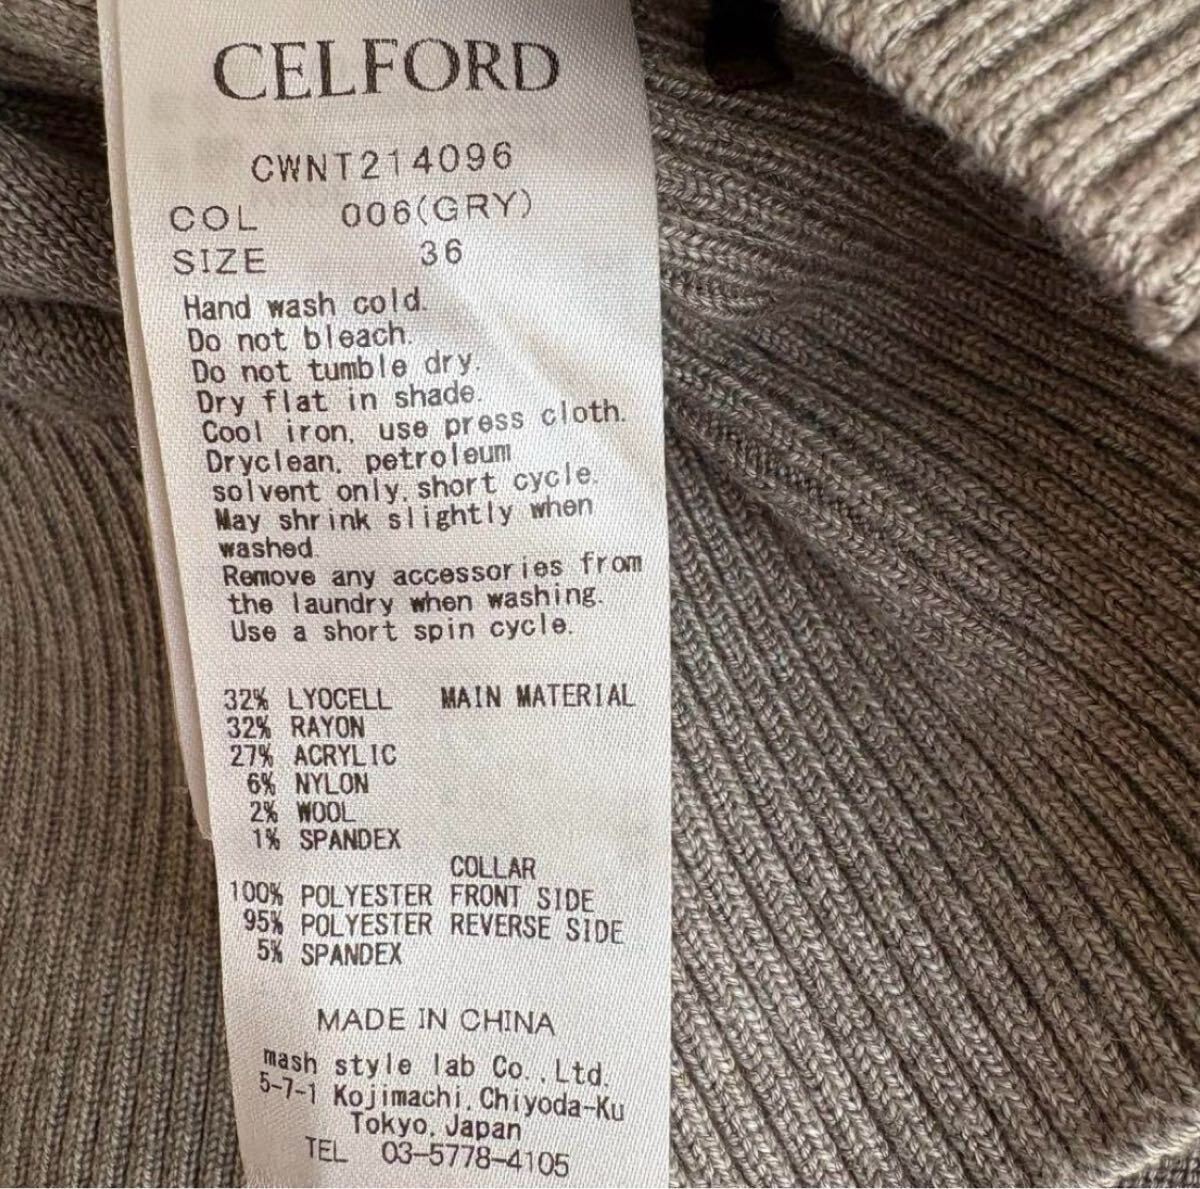 CELFORD
CWNT214096
COL 006(GRY)
SIZE 36
Hand wash cold.
Do not bleach.
Do not tumble dry.
Dry flat in shade.
Cool iron, use press cloth.
Dryclean, petroleum
solvent only, short cycle.
May shrink slightly when
washed.
Remove any accessories from
the laundry when washing.
Use a short spin cycle.
32% LYOCELL MAIN MATERIAL
32% RAYON
27% ACRYLIC
6% NYLON
2% WOOL
1% SPANDEX
COLLAR
100% POLYESTER FRONT SIDE
95% POLYESTER REVERSE SIDE
5% SPANDEX
MADE IN CHINA
mash style lab Co.,Ltd.
5-7-1 Kojimachi, Chiyoda-Ku
Tokyo, Japan
TEL 03-5778-4105